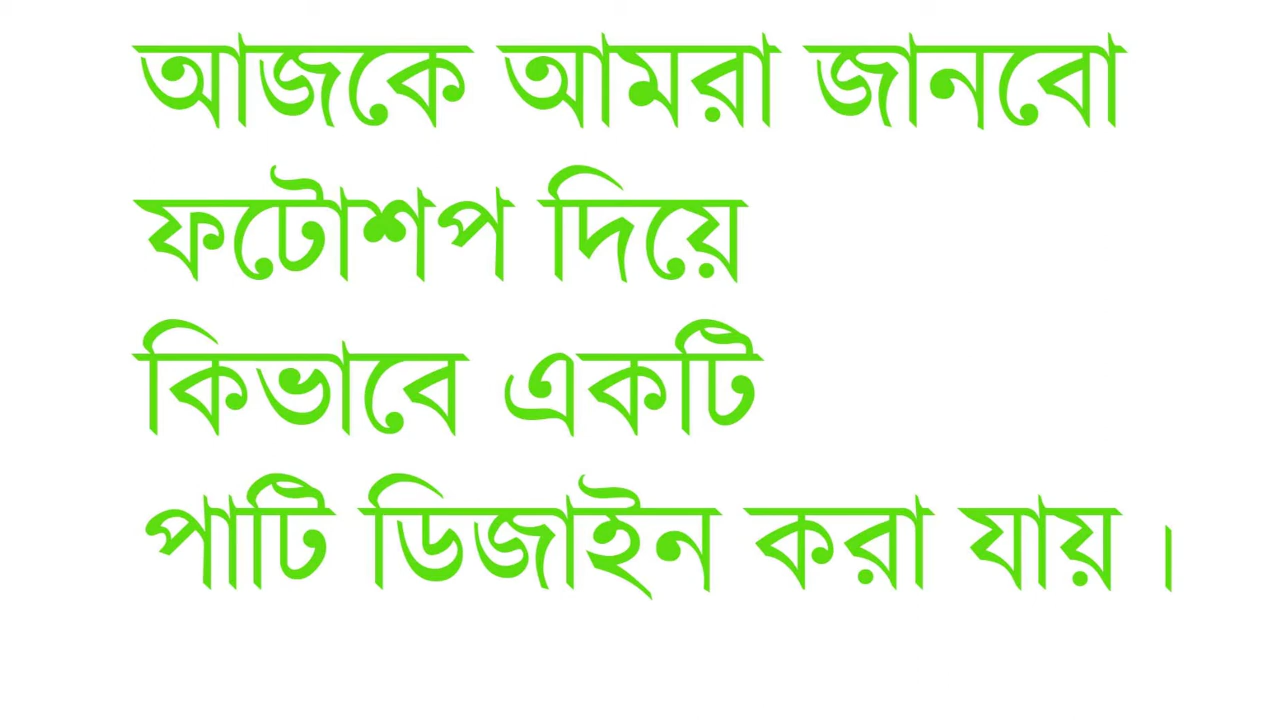 আজকে আমরা জানবো
ফটোশপ দিয়ে
কিভাবে একটি
পাটি ডিজাইন করা যায় ।